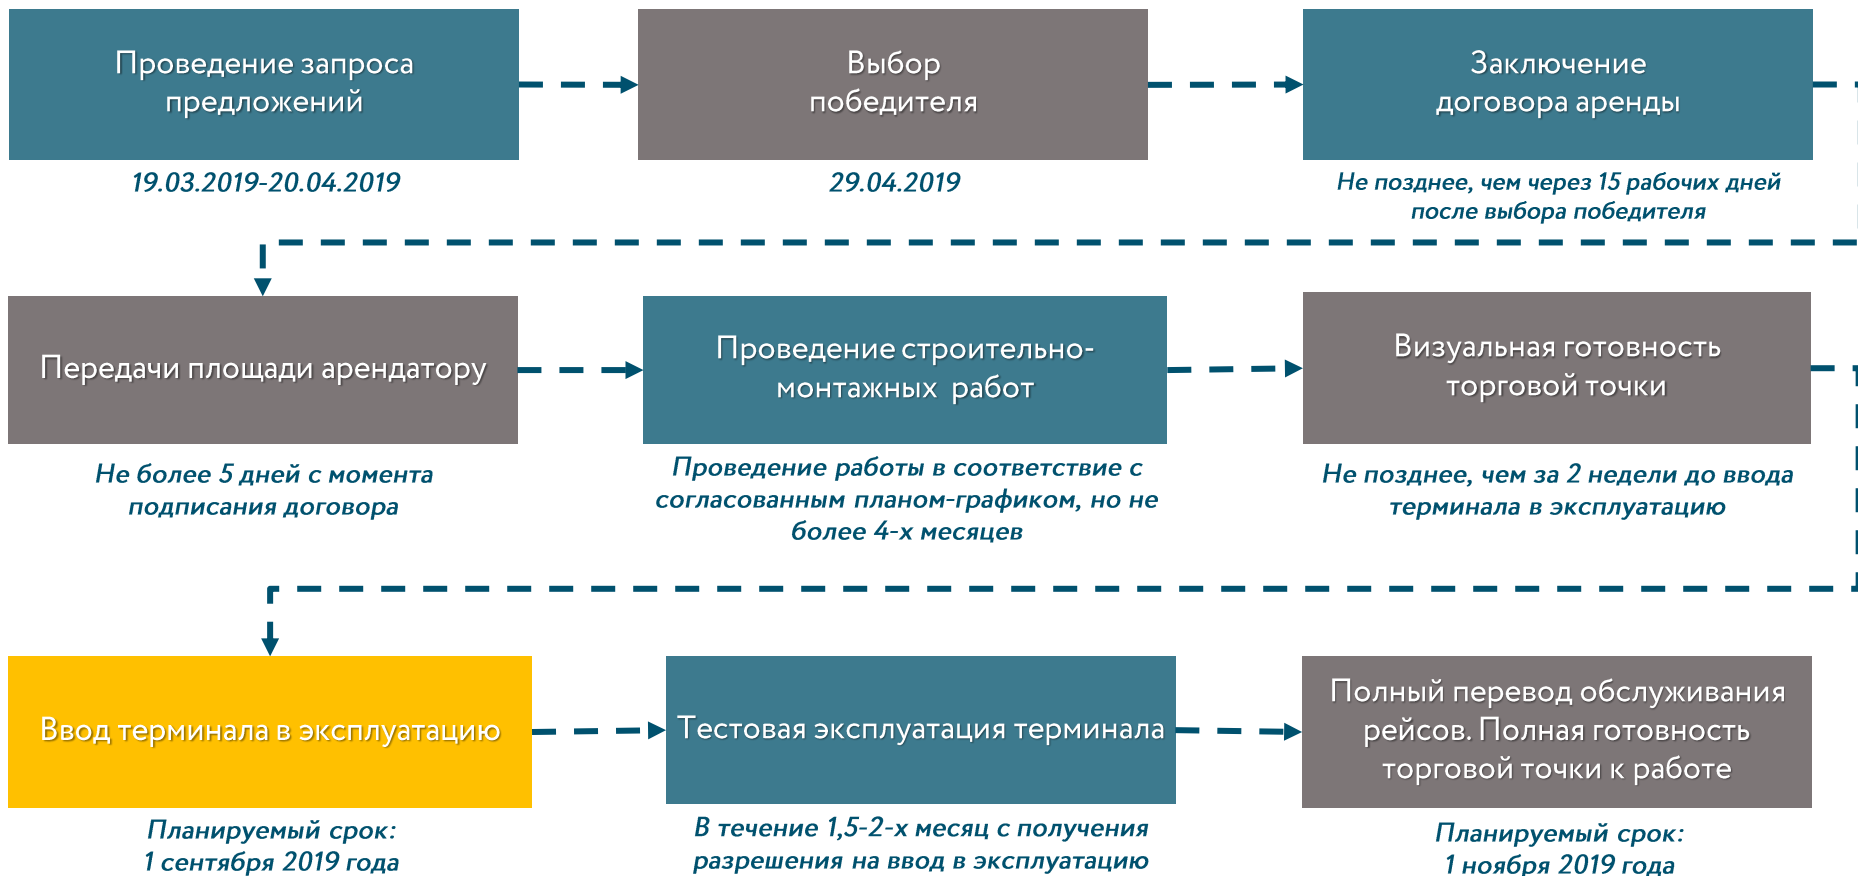 Проведение запроса
предложений
19.03.2019-20.04.2019
Выбор
победителя
29.04.2019
Заключение
договора аренды
Не позднее, чем через 15 рабочих дней
после выбора победителя
Передачи площади арендатору
Не более 5 дней с момента
подписания договора
Проведение строительно-
монтажных работ
Проведение работы в соответствие с
согласованным планом-графиком, но не
более 4-х месяцев
Визуальная готовность
торговой точки
Не позднее, чем за 2 недели до ввода
терминала в эксплуатацию
Ввод терминала в эксплуатацию
Планируемый срок:
1 сентября 2019 года
Тестовая эксплуатация терминала
В течение 1,5-2-х месяц с получения
разрешения на ввод в эксплуатацию
Полный перевод обслуживания
рейсов. Полная готовность
торговой точки к работе
Планируемый срок:
1 ноября 2019 года